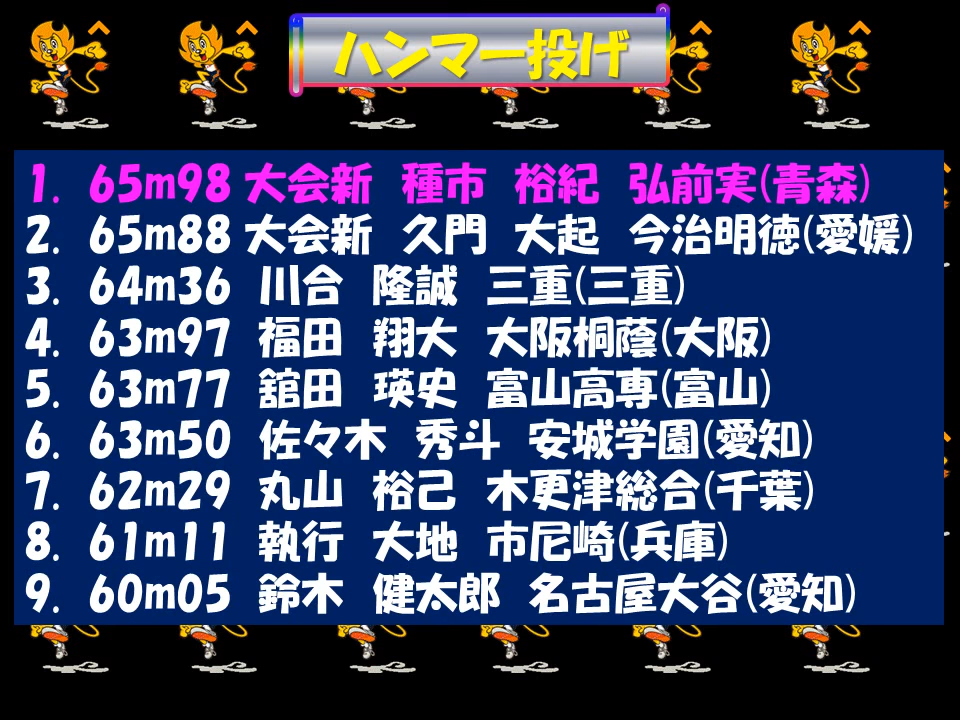 ハンマー投げ
1. 65m98 大会新 種市 裕紀 弘前実(青森)
2. 65m88 大会新 久門 大起 今治明徳(愛媛)
3. 64m36 川合 隆誠 三重(三重)
4. 63m97 福田 翔大 大阪桐蔭(大阪)
5. 63m77 舘田 瑛史 富山高専(富山)
6. 63m50 佐々木 秀斗 安城学園(愛知)
7. 62m29 丸山 裕己 木更津総合(千葉)
8. 61m11 執行 大地 市尼崎(兵庫)
9. 60m05 鈴木 健太郎 名古屋大谷(愛知)